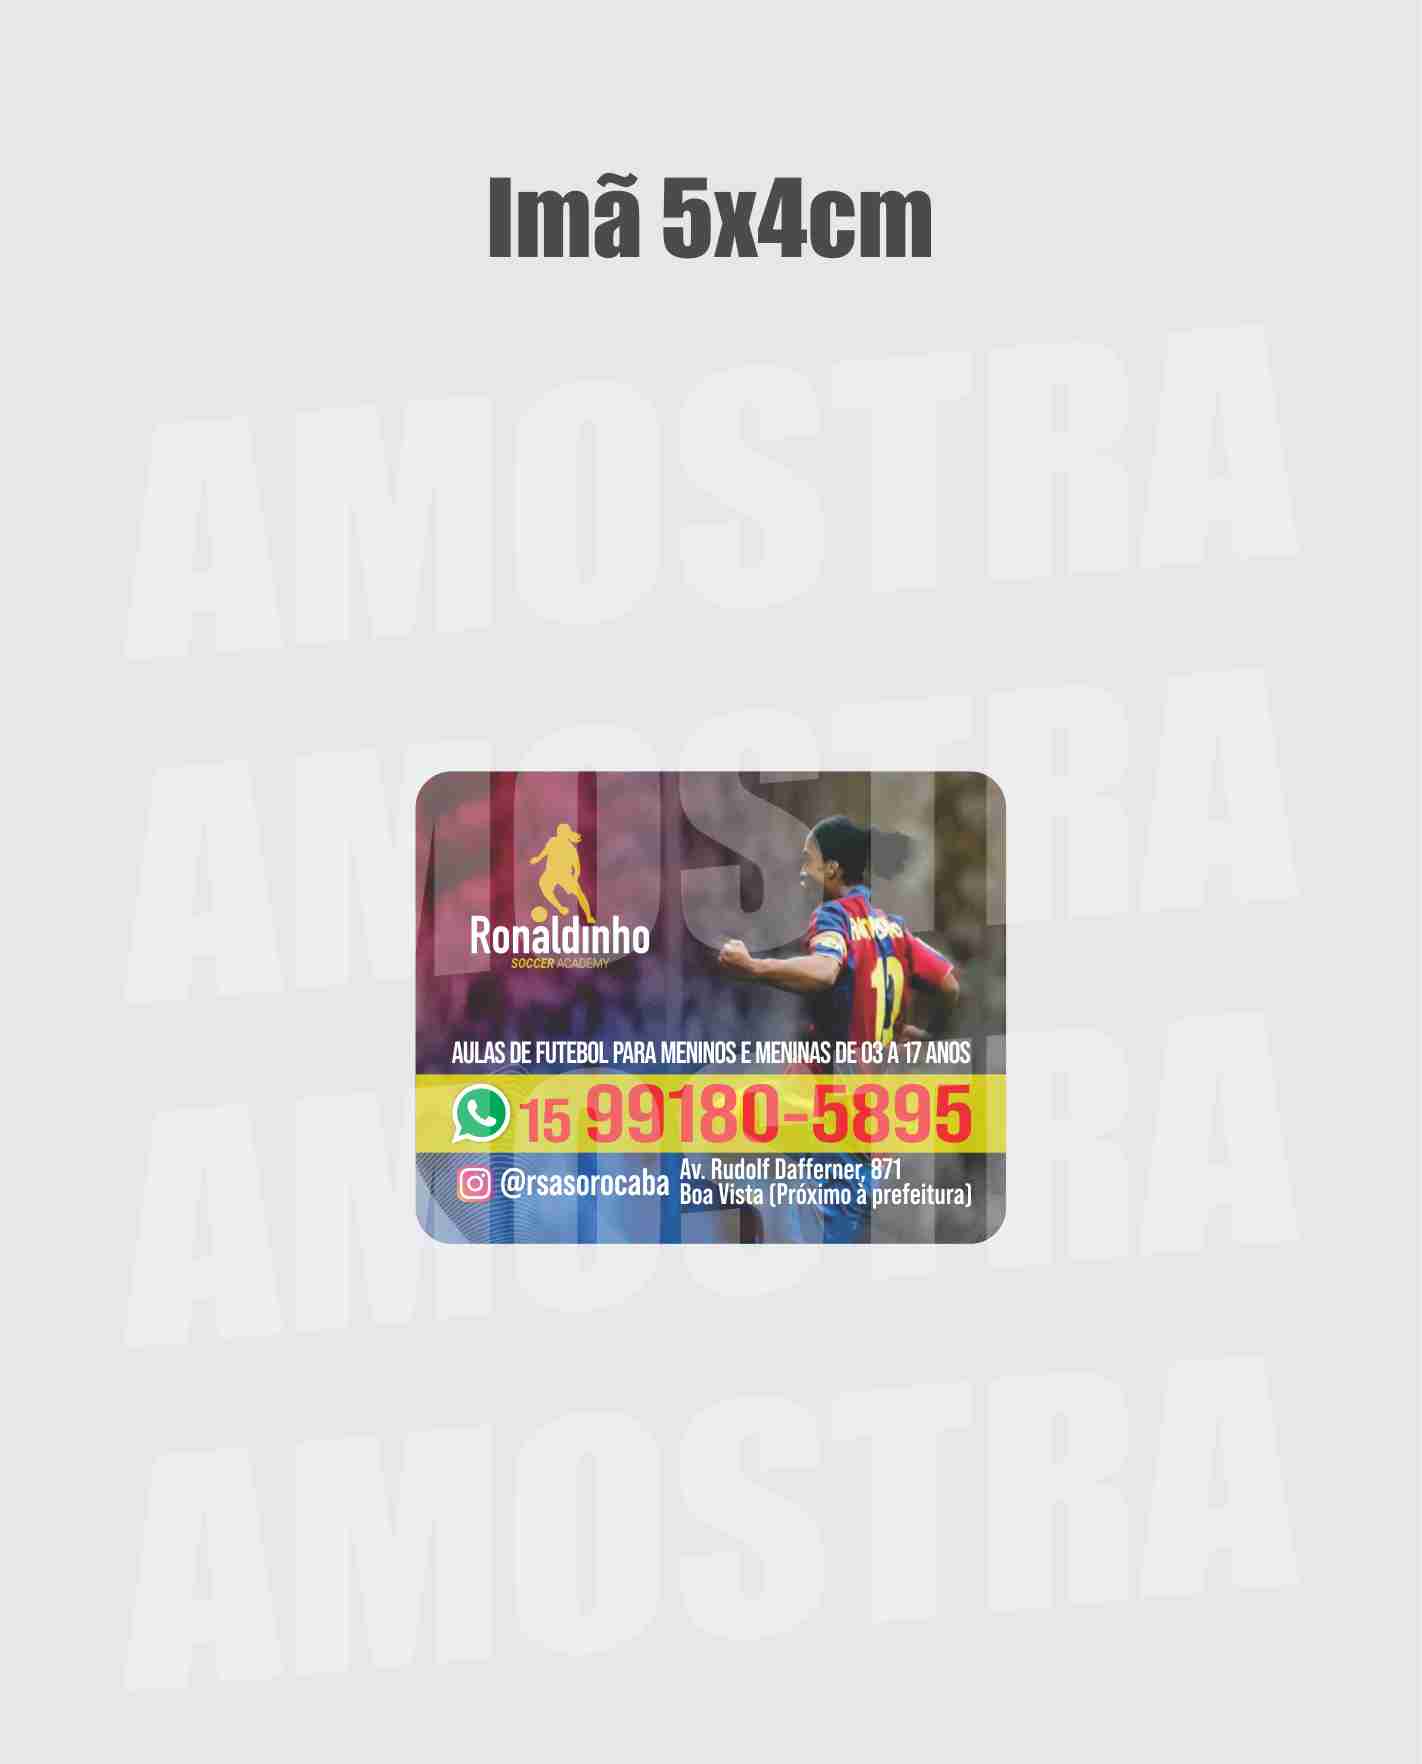 Imã 5x4cm
AMOSTRA
AMOSTRA
Ronaldinho
SOCCER ACADEMY
10
AULAS DE FUTEBOL PARA MENINOS E MENINAS DE 03 A 17 ANOS
15 99180-5895
@rsasorocaba
Av. Rudolf Dafferner, 871
Boa Vista (Próximo à prefeitura)
AMOSTRA
AMOSTRA